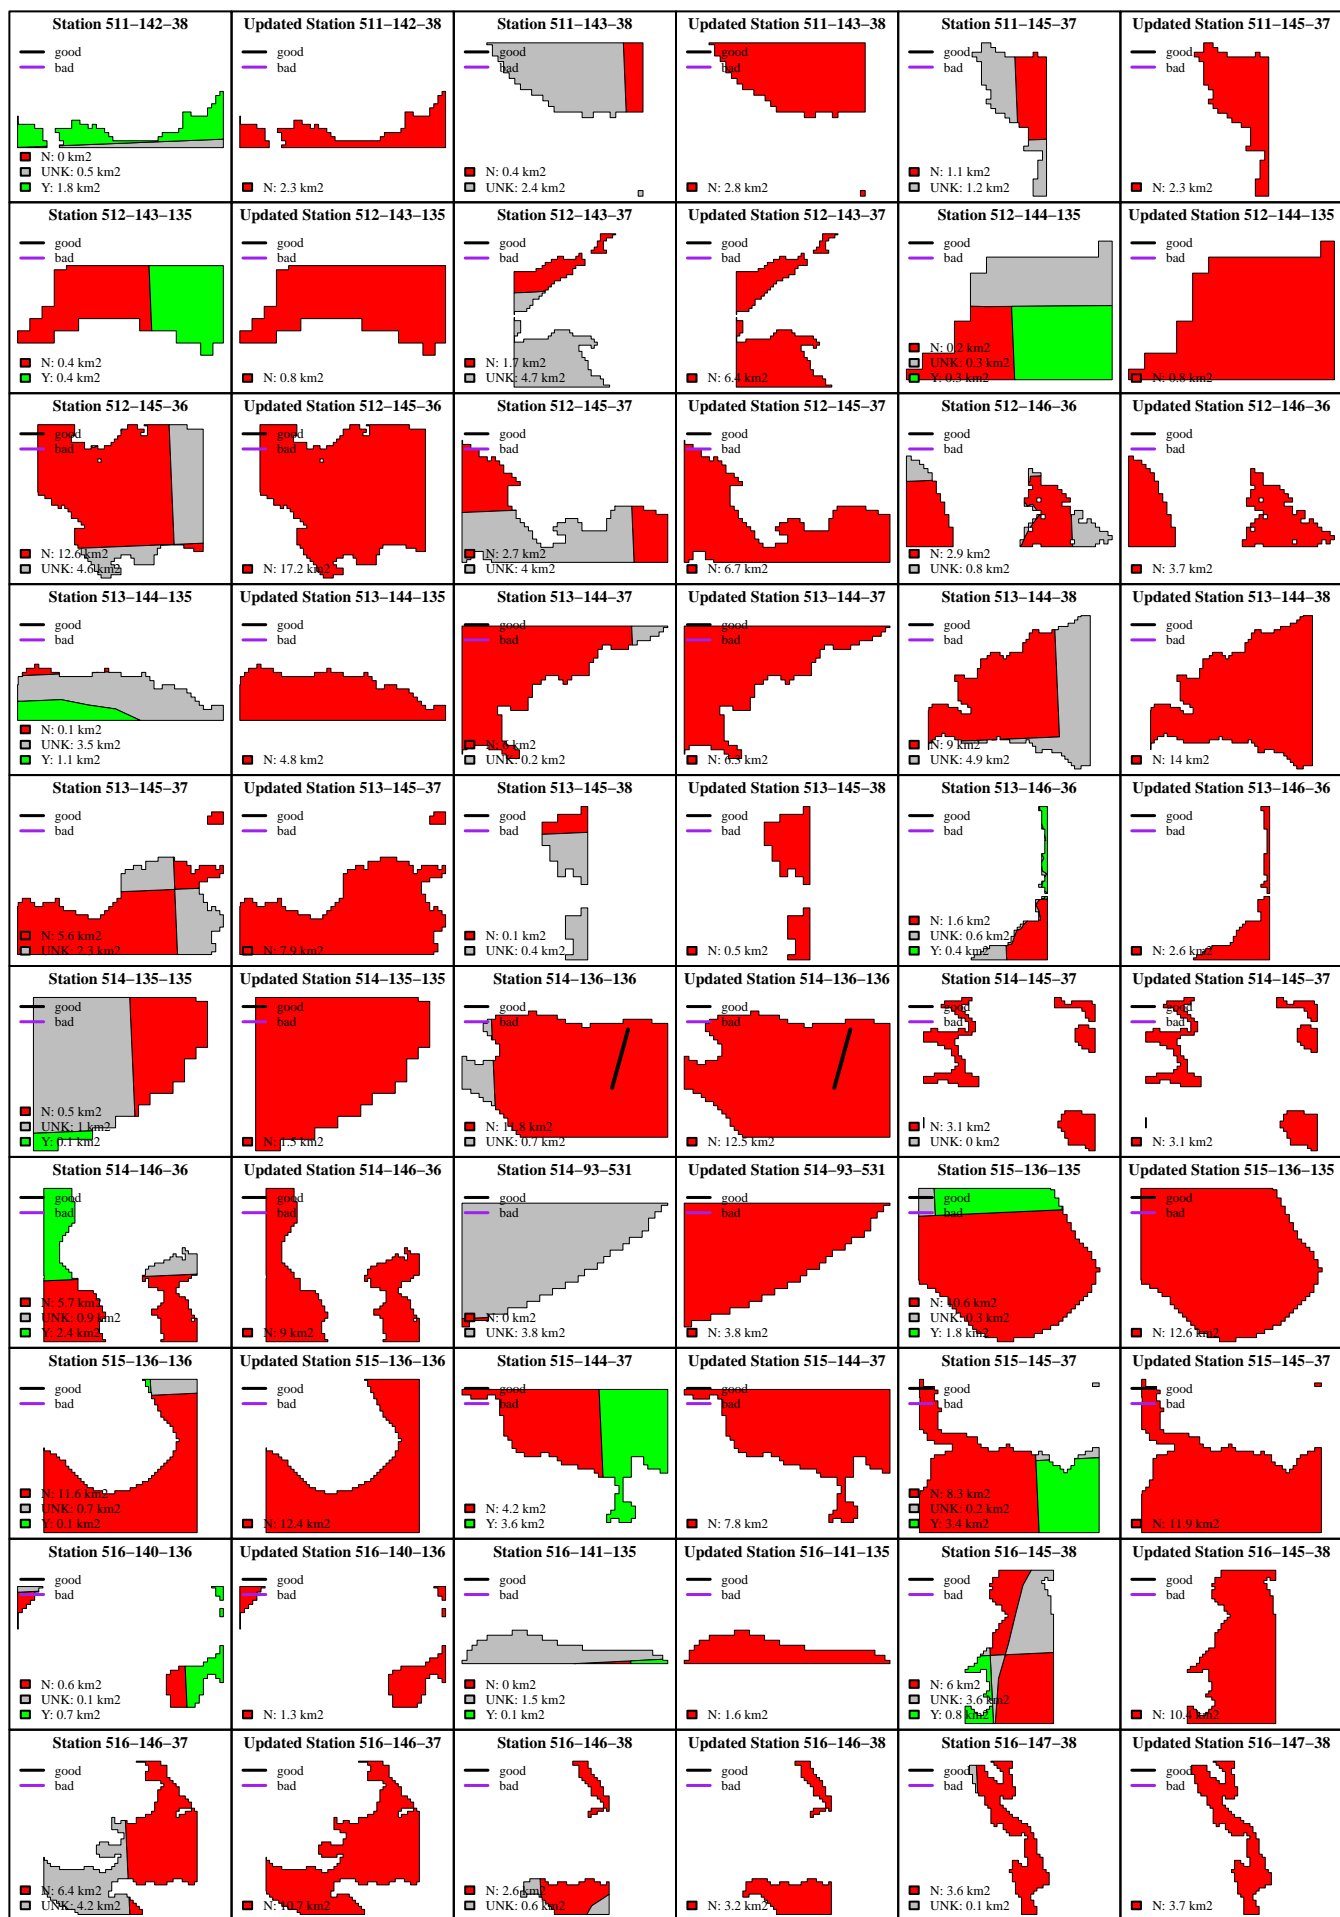 Station 511−142−38
good
bad
N: 0 km2
UNK: 0.5 km2
Y: 1.8 km2
Updated Station 511−142−38
good
bad
N: 2.3 km2
Station 511−143−38
good
bad
N: 0.4 km2
UNK: 2.4 km2
Updated Station 511−143−38
good
bad
N: 2.8 km2
Station 511−145−37
good
bad
N: 1.1 km2
UNK: 1.2 km2
Updated Station 511−145−37
good
bad
N: 2.3 km2
Station 512−143−135
good
bad
N: 0.4 km2
Y: 0.4 km2
Updated Station 512−143−135
good
bad
N: 0.8 km2
Station 512−143−37
good
bad
N: 1.7 km2
UNK: 4.7 km2
Updated Station 512−143−37
good
bad
N: 6.4 km2
Station 512−144−135
good
bad
N: 0.2 km2
UNK: 0.3 km2
Y: 0.3 km2
Updated Station 512−144−135
good
bad
N: 0.8 km2
Station 512−145−36
good
bad
N: 12.6 km2
UNK: 4.6 km2
Updated Station 512−145−36
good
bad
N: 17.2 km2
Station 512−145−37
good
bad
N: 2.7 km2
UNK: 4 km2
Updated Station 512−145−37
good
bad
N: 6.7 km2
Station 512−146−36
good
bad
N: 2.9 km2
UNK: 0.8 km2
Updated Station 512−146−36
good
bad
N: 3.7 km2
Station 513−144−135
good
bad
N: 0.1 km2
UNK: 3.5 km2
Y: 1.1 km2
Updated Station 513−144−135
good
bad
N: 4.8 km2
Station 513−144−37
good
bad
N: 6 km2
UNK: 0.2 km2
Updated Station 513−144−37
good
bad
N: 6.3 km2
Station 513−144−38
good
bad
N: 9 km2
UNK: 4.9 km2
Updated Station 513−144−38
good
bad
N: 14 km2
Station 513−145−37
good
bad
N: 5.6 km2
UNK: 2.3 km2
Updated Station 513−145−37
good
bad
N: 7.9 km2
Station 513−145−38
good
bad
N: 0.1 km2
UNK: 0.4 km2
Updated Station 513−145−38
good
bad
N: 0.5 km2
Station 513−146−36
good
bad
N: 1.6 km2
UNK: 0.6 km2
Y: 0.4 km2
Updated Station 513−146−36
good
bad
N: 2.6 km2
Station 514−135−135
good
bad
N: 0.5 km2
UNK: 1 km2
Y: 0.1 km2
Updated Station 514−135−135
good
bad
N: 1.5 km2
Station 514−136−136
good
bad
N: 11.8 km2
UNK: 0.7 km2
Updated Station 514−136−136
good
bad
N: 12.5 km2
Station 514−145−37
good
bad
N: 3.1 km2
UNK: 0 km2
Updated Station 514−145−37
good
bad
N: 3.1 km2
Station 514−146−36
good
bad
N: 5.7 km2
UNK: 0.9 km2
Y: 2.4 km2
Updated Station 514−146−36
good
bad
N: 9 km2
Station 514−93−531
good
bad
N: 0 km2
UNK: 3.8 km2
Updated Station 514−93−531
good
bad
N: 3.8 km2
Station 515−136−135
good
bad
N: 10.6 km2
UNK: 0.3 km2
Y: 1.8 km2
Updated Station 515−136−135
good
bad
N: 12.6 km2
Station 515−136−136
good
bad
N: 11.6 km2
UNK: 0.7 km2
Y: 0.1 km2
Updated Station 515−136−136
good
bad
N: 12.4 km2
Station 515−144−37
good
bad
N: 4.2 km2
Y: 3.6 km2
Updated Station 515−144−37
good
bad
N: 7.8 km2
Station 515−145−37
good
bad
N: 8.3 km2
UNK: 0.2 km2
Y: 3.4 km2
Updated Station 515−145−37
good
bad
N: 11.9 km2
Station 516−140−136
good
bad
N: 0.6 km2
UNK: 0.1 km2
Y: 0.7 km2
Updated Station 516−140−136
good
bad
N: 1.3 km2
Station 516−141−135
good
bad
N: 0 km2
UNK: 1.5 km2
Y: 0.1 km2
Updated Station 516−141−135
good
bad
N: 1.6 km2
Station 516−145−38
good
bad
N: 6 km2
UNK: 3.6 km2
Y: 0.8 km2
Updated Station 516−145−38
good
bad
N: 10.4 km2
Station 516−146−37
good
bad
N: 6.4 km2
UNK: 4.2 km2
Updated Station 516−146−37
good
bad
N: 10.7 km2
Station 516−146−38
good
bad
N: 2.6 km2
UNK: 0.6 km2
Updated Station 516−146−38
good
bad
N: 3.2 km2
Station 516−147−38
good
bad
N: 3.6 km2
UNK: 0.1 km2
Updated Station 516−147−38
good
bad
N: 3.7 km2